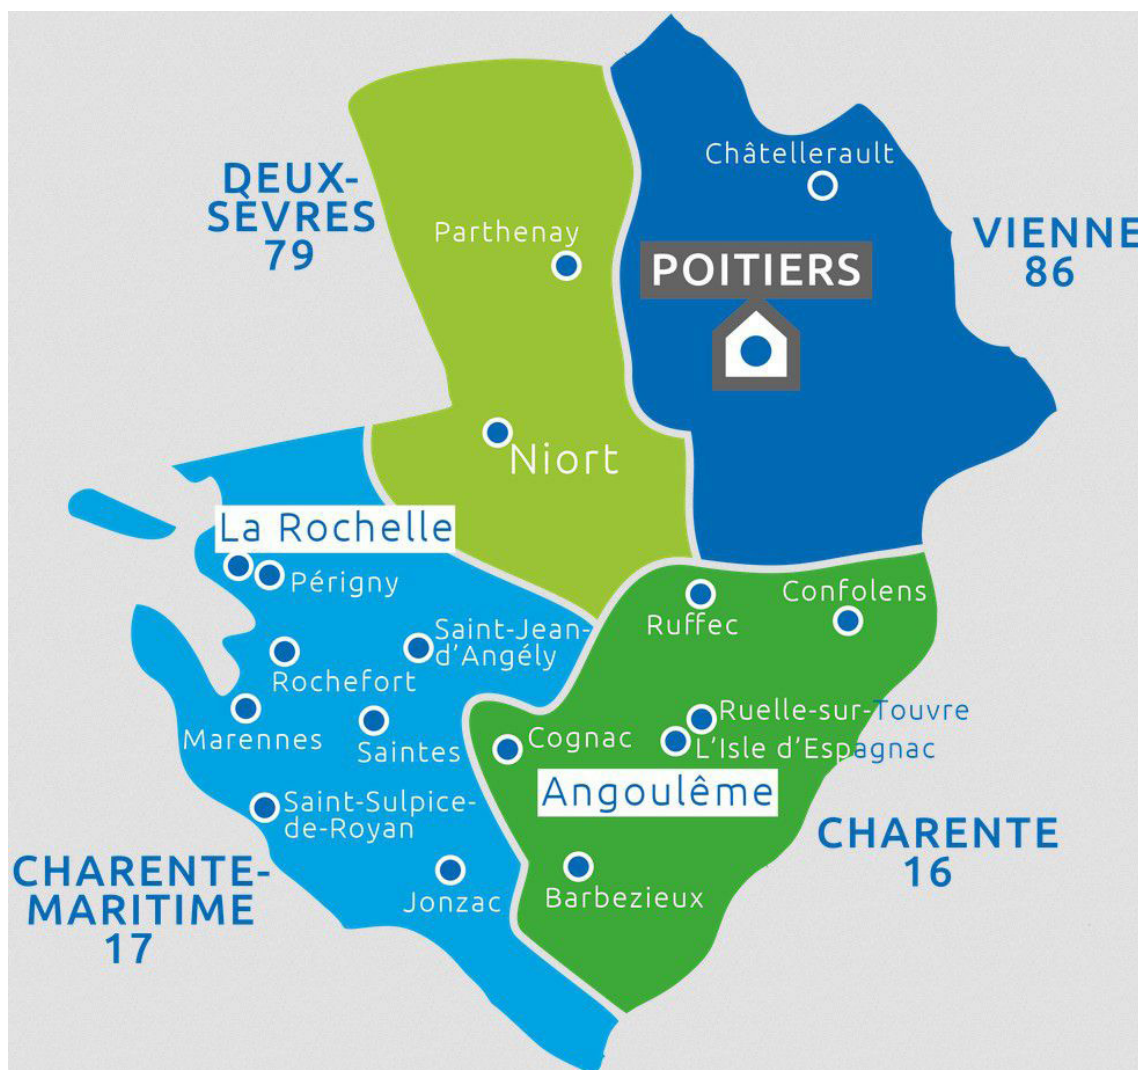 Châtellerault
DEUX-
SÈVRES
79
Parthenay
VIENNE
86
POITIERS
Niort
La Rochelle
Périgny
Confolens
Ruffec
Saint-Jean-
d'Angély
Rochefort
Ruelle-sur-Touvre
Marennes
Saintes
Cognac
L'Isle d'Espagnac
Angoulême
Saint-Sulpice-
de-Royan
CHARENTE
16
CHARENTE-
MARITIME
17
Jonzac
Barbezieux